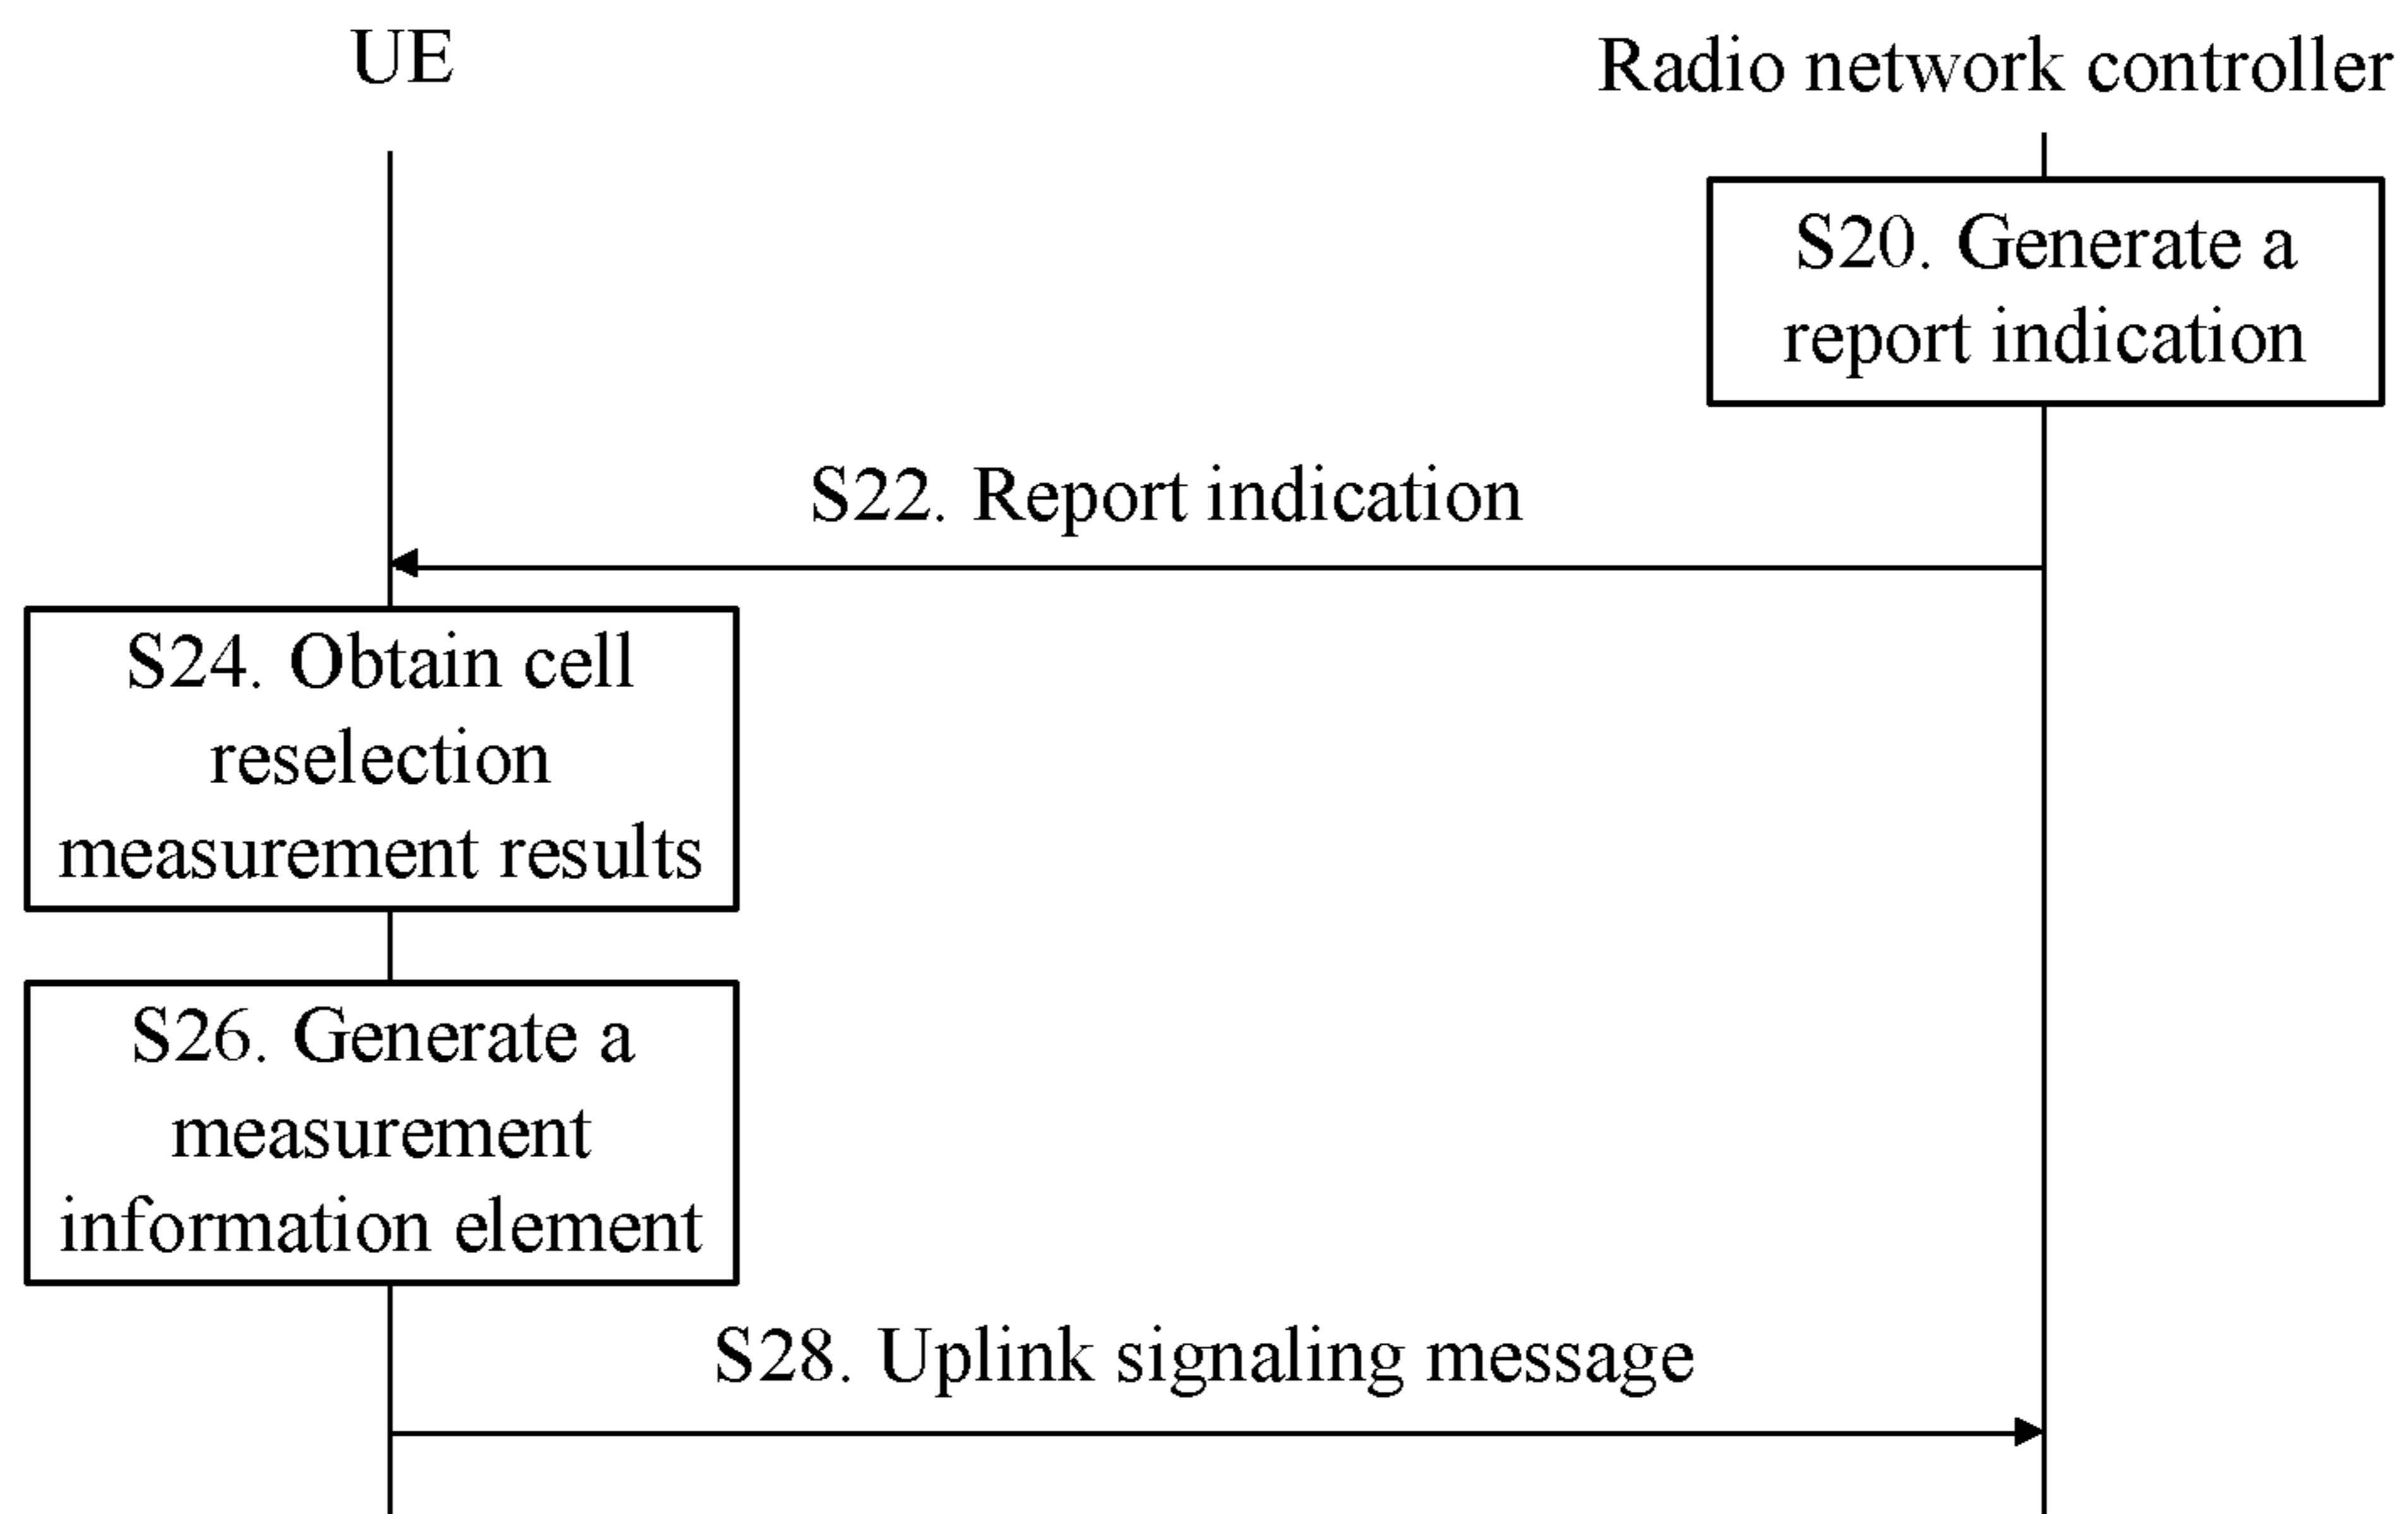 UE
Radio network controller
S20. Generate a
report indication
S22. Report indication
S24. Obtain cell
reselection
measurement results
S26. Generate a
measurement
information element
S28. Uplink signaling message